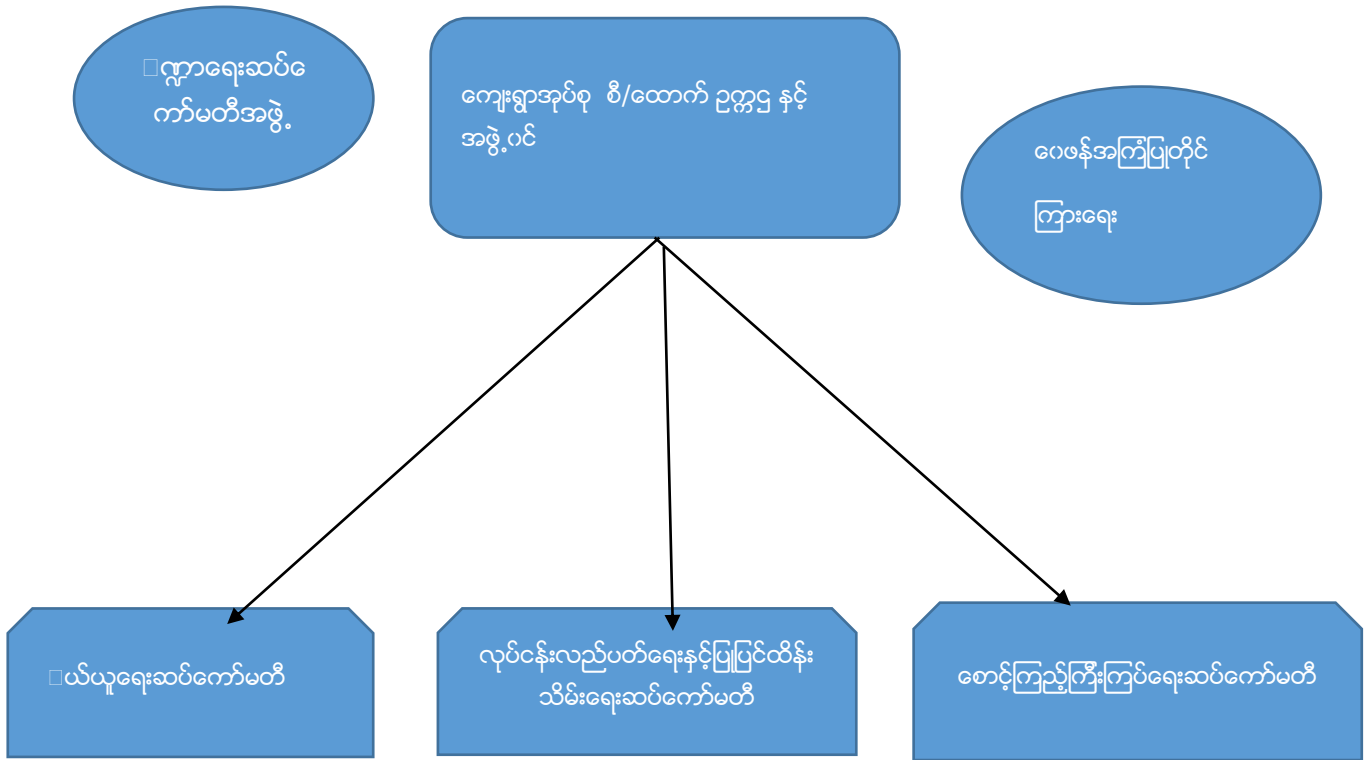 □ဏ္ဍာရေးဆပ်ေ
ကာ်မတီအဖွဲ့
ကျေးရွာအုပ်စု စီ/ထောက် ဥက္ကဌ နှင့်
အဖွဲ့ဝင်
ဝေဖန်အကြံပြုတိုင်
ကြားရေး
□ယ်ယူရေးဆပ်ကော်မတီ
လုပ်ငန်းလည်ပတ်ရေးနှင့်ပြုပြင်ထိန်း
သိမ်းရေးဆပ်ကော်မတီ
စောင့်ကြည့်ကြီးကြပ်ရေးဆပ်ကော်မတီ